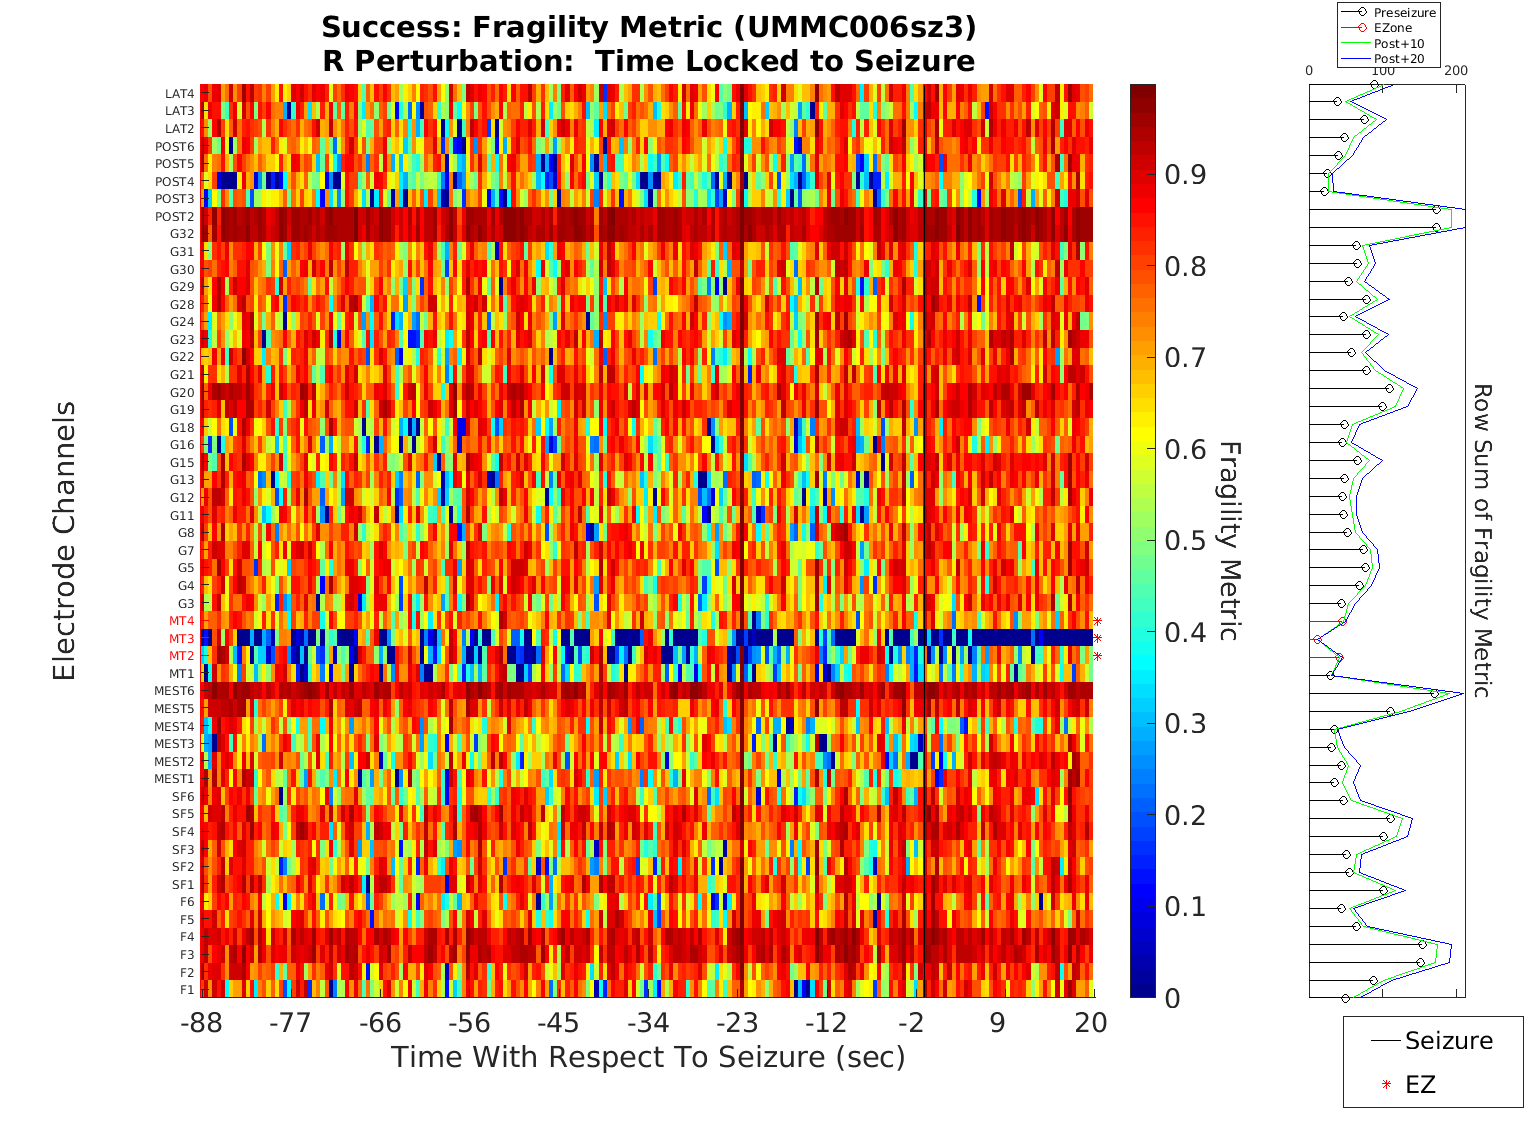 Success: Fragility Metric (UMMC006sz3)
R Perturbation: Time Locked to Seizure
Preseizure
EZone
Post+10
Post+20
0 100 200
LAT4
LAT3
LAT2
POST6
POST5
POST4
POST3
POST2
G32
G31
G30
G29
G28
G24
G23
G22
G21
G20
G19
G18
G16
G15
G13
G12
G11
G8
G7
G5
G4
G3
MT4
MT3
MT2
MT1
MEST6
MEST5
MEST4
MEST3
MEST2
MEST1
SF6
SF5
SF4
SF3
SF2
SF1
F6
F5
F4
F3
F2
F1
Electrode Channels
-88 -77 -66 -56 -45 -34 -23 -12 -2 9 20
Time With Respect To Seizure (sec)
0.9
0.8
0.7
0.6
0.5
0.4
0.3
0.2
0.1
0
Fragility Metric
Row Sum of Fragility Metric
Seizure
EZ